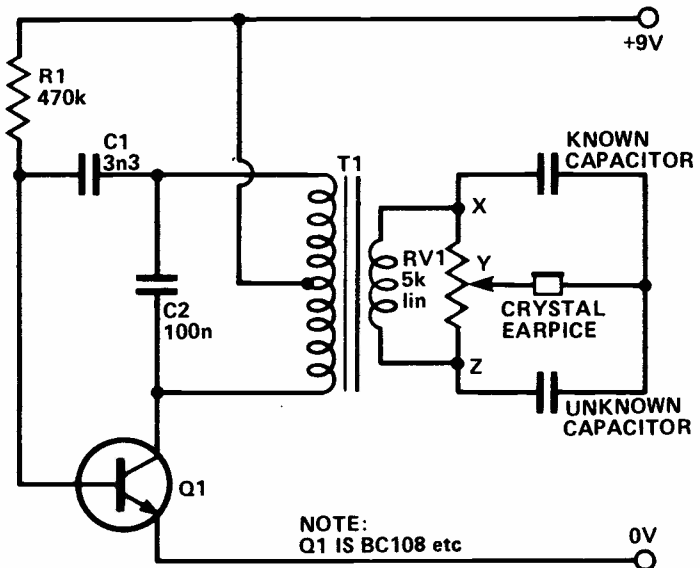 +9V
R1
470k
C1
3n3
T1
KNOWN
CAPACITOR
X
RV1
5k
lin
Y
CRYSTAL
EARPICE
C2
100n
Z
UNKNOWN
CAPACITOR
Q1
NOTE:
Q1 IS BC108 etc
0V